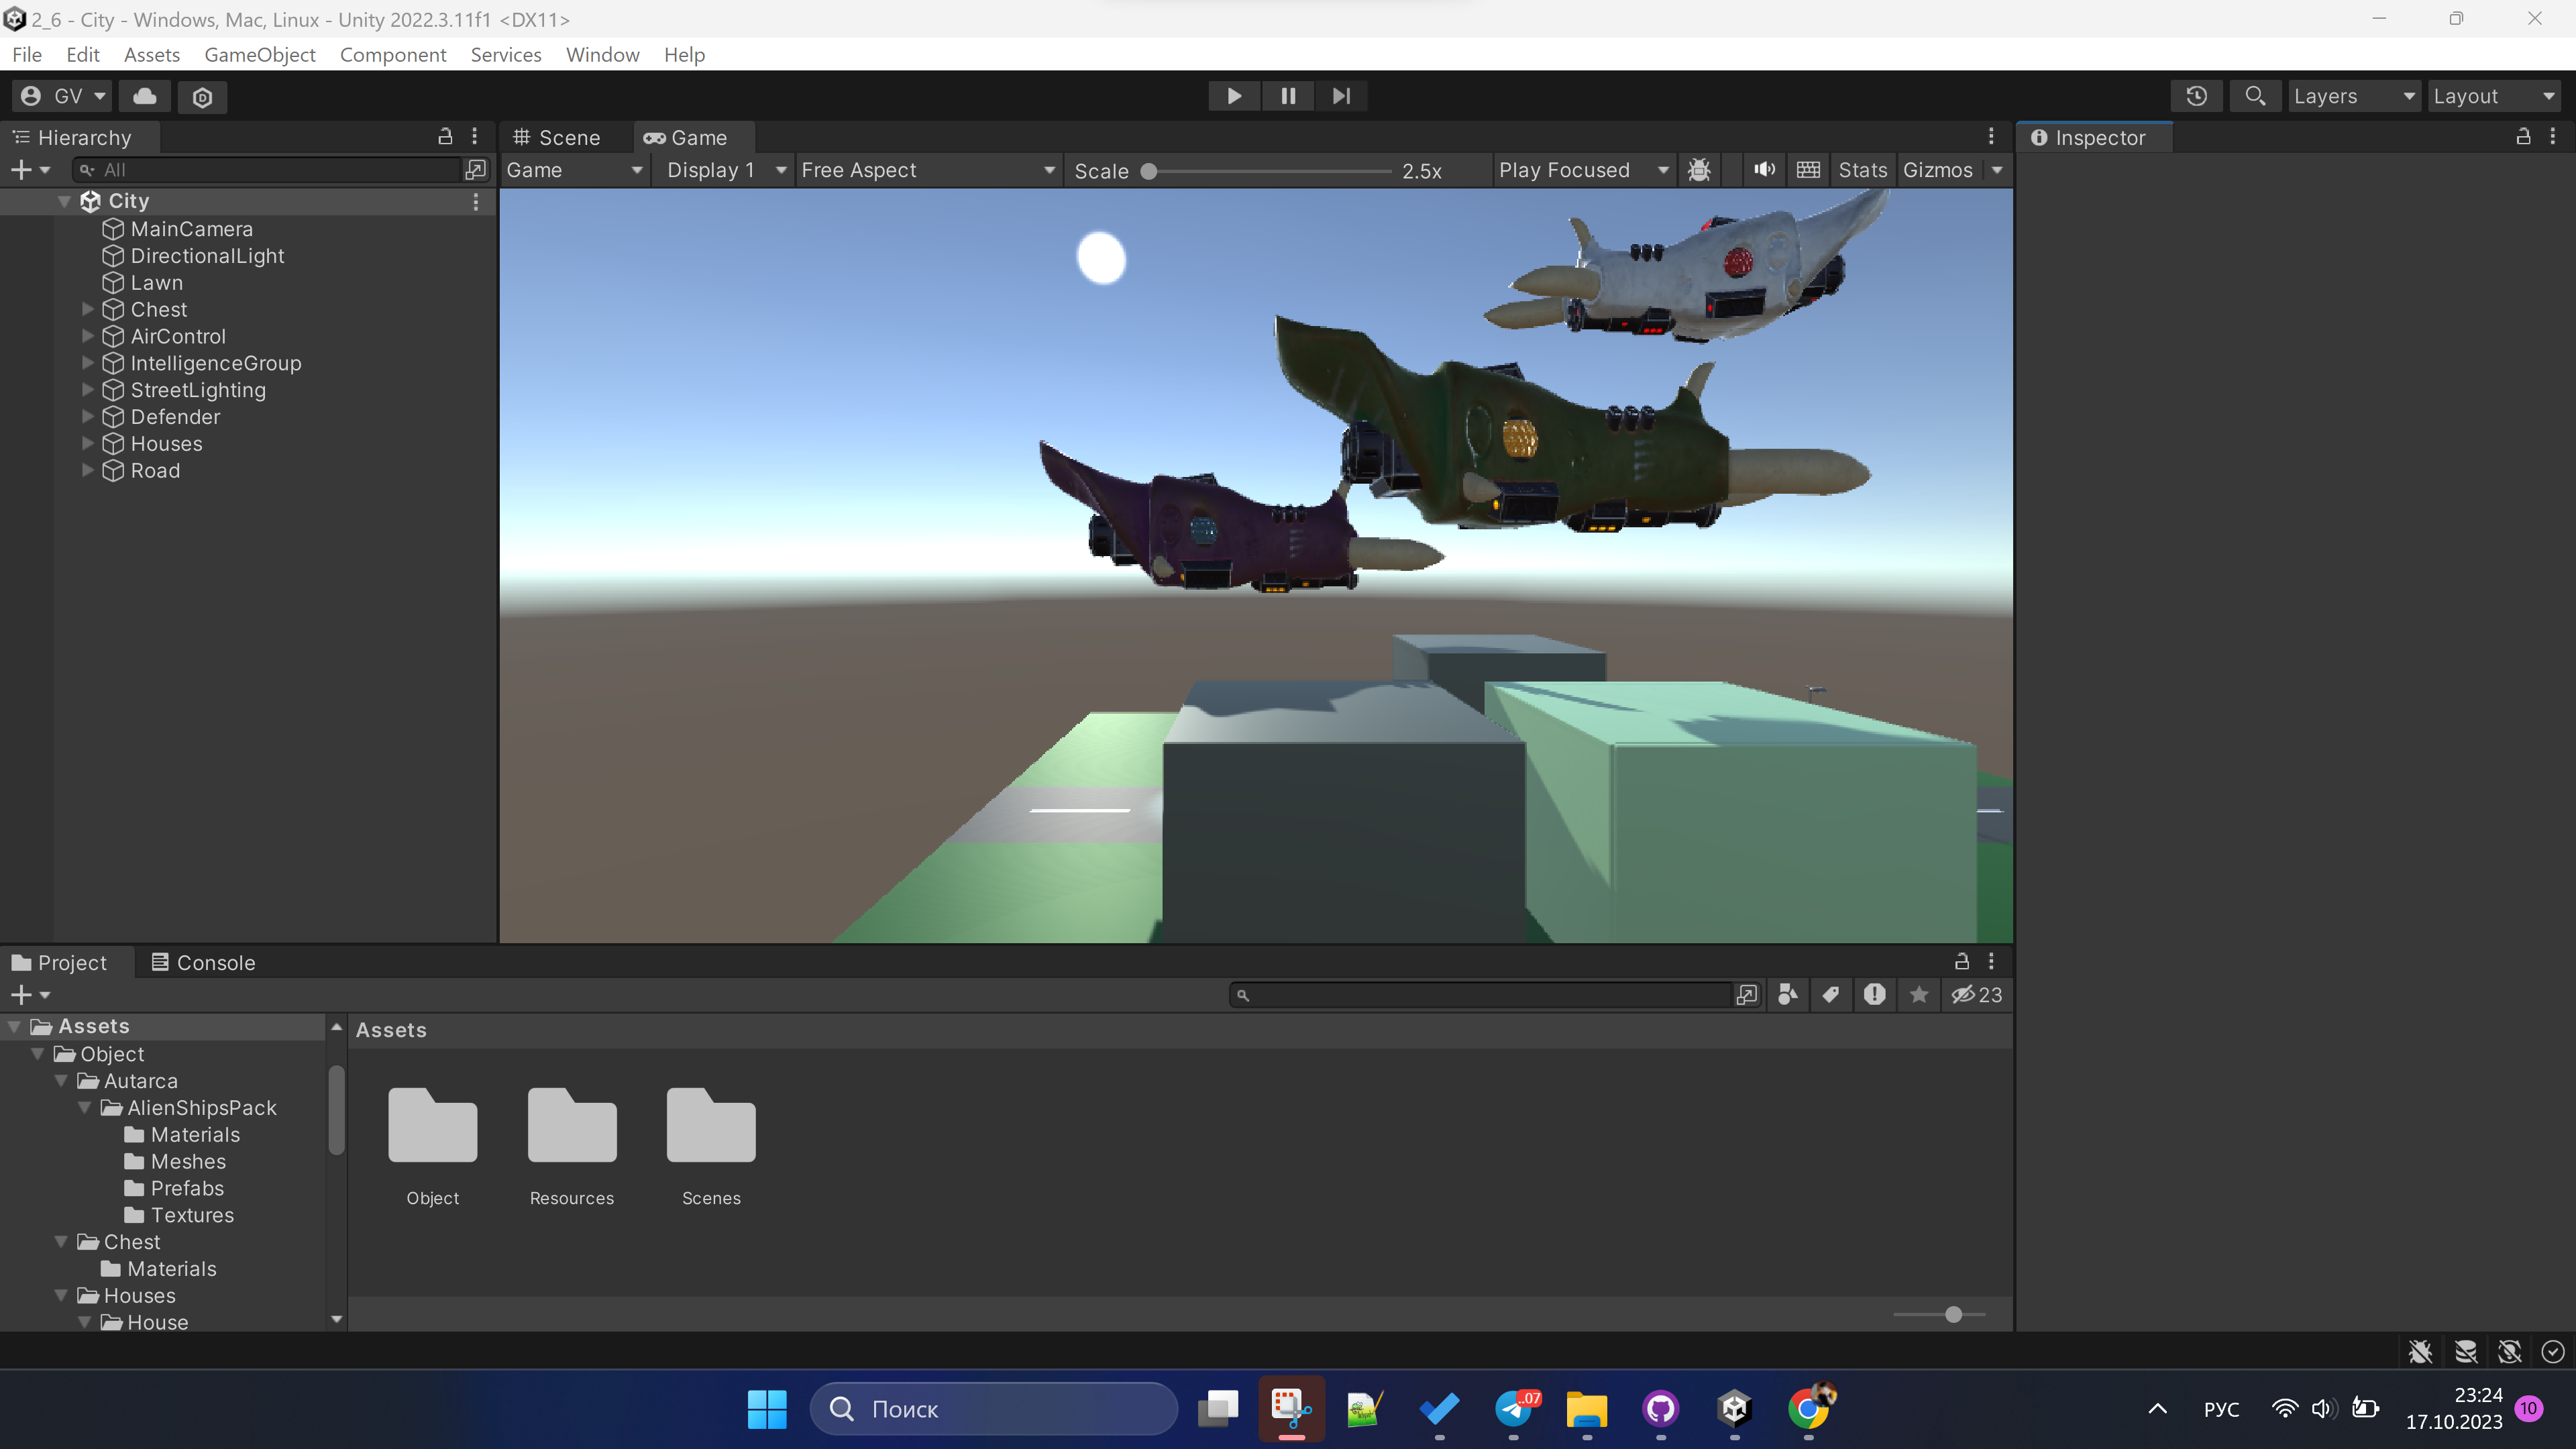 2_6 - City - Windows, Mac, Linux - Unity 2022.3.11f1 <DX11>
File Edit Assets GameObject Component Services Window Help
GV Layers Layout
Hierarchy
All
City
MainCamera
DirectionalLight
Lawn
Chest
AirControl
IntelligenceGroup
StreetLighting
Defender
Houses
Road
Scene Game
Game Display 1 Free Aspect Scale 2.5x Play Focused Stats Gizmos
Inspector
Project Console
23
Assets
Object
Autarca
AlienShipsPack
Materials
Meshes
Prefabs
Textures
Chest
Materials
Houses
House
Assets
Object Resources Scenes
Поиск
..07
РУС
23:24
17.10.2023
10